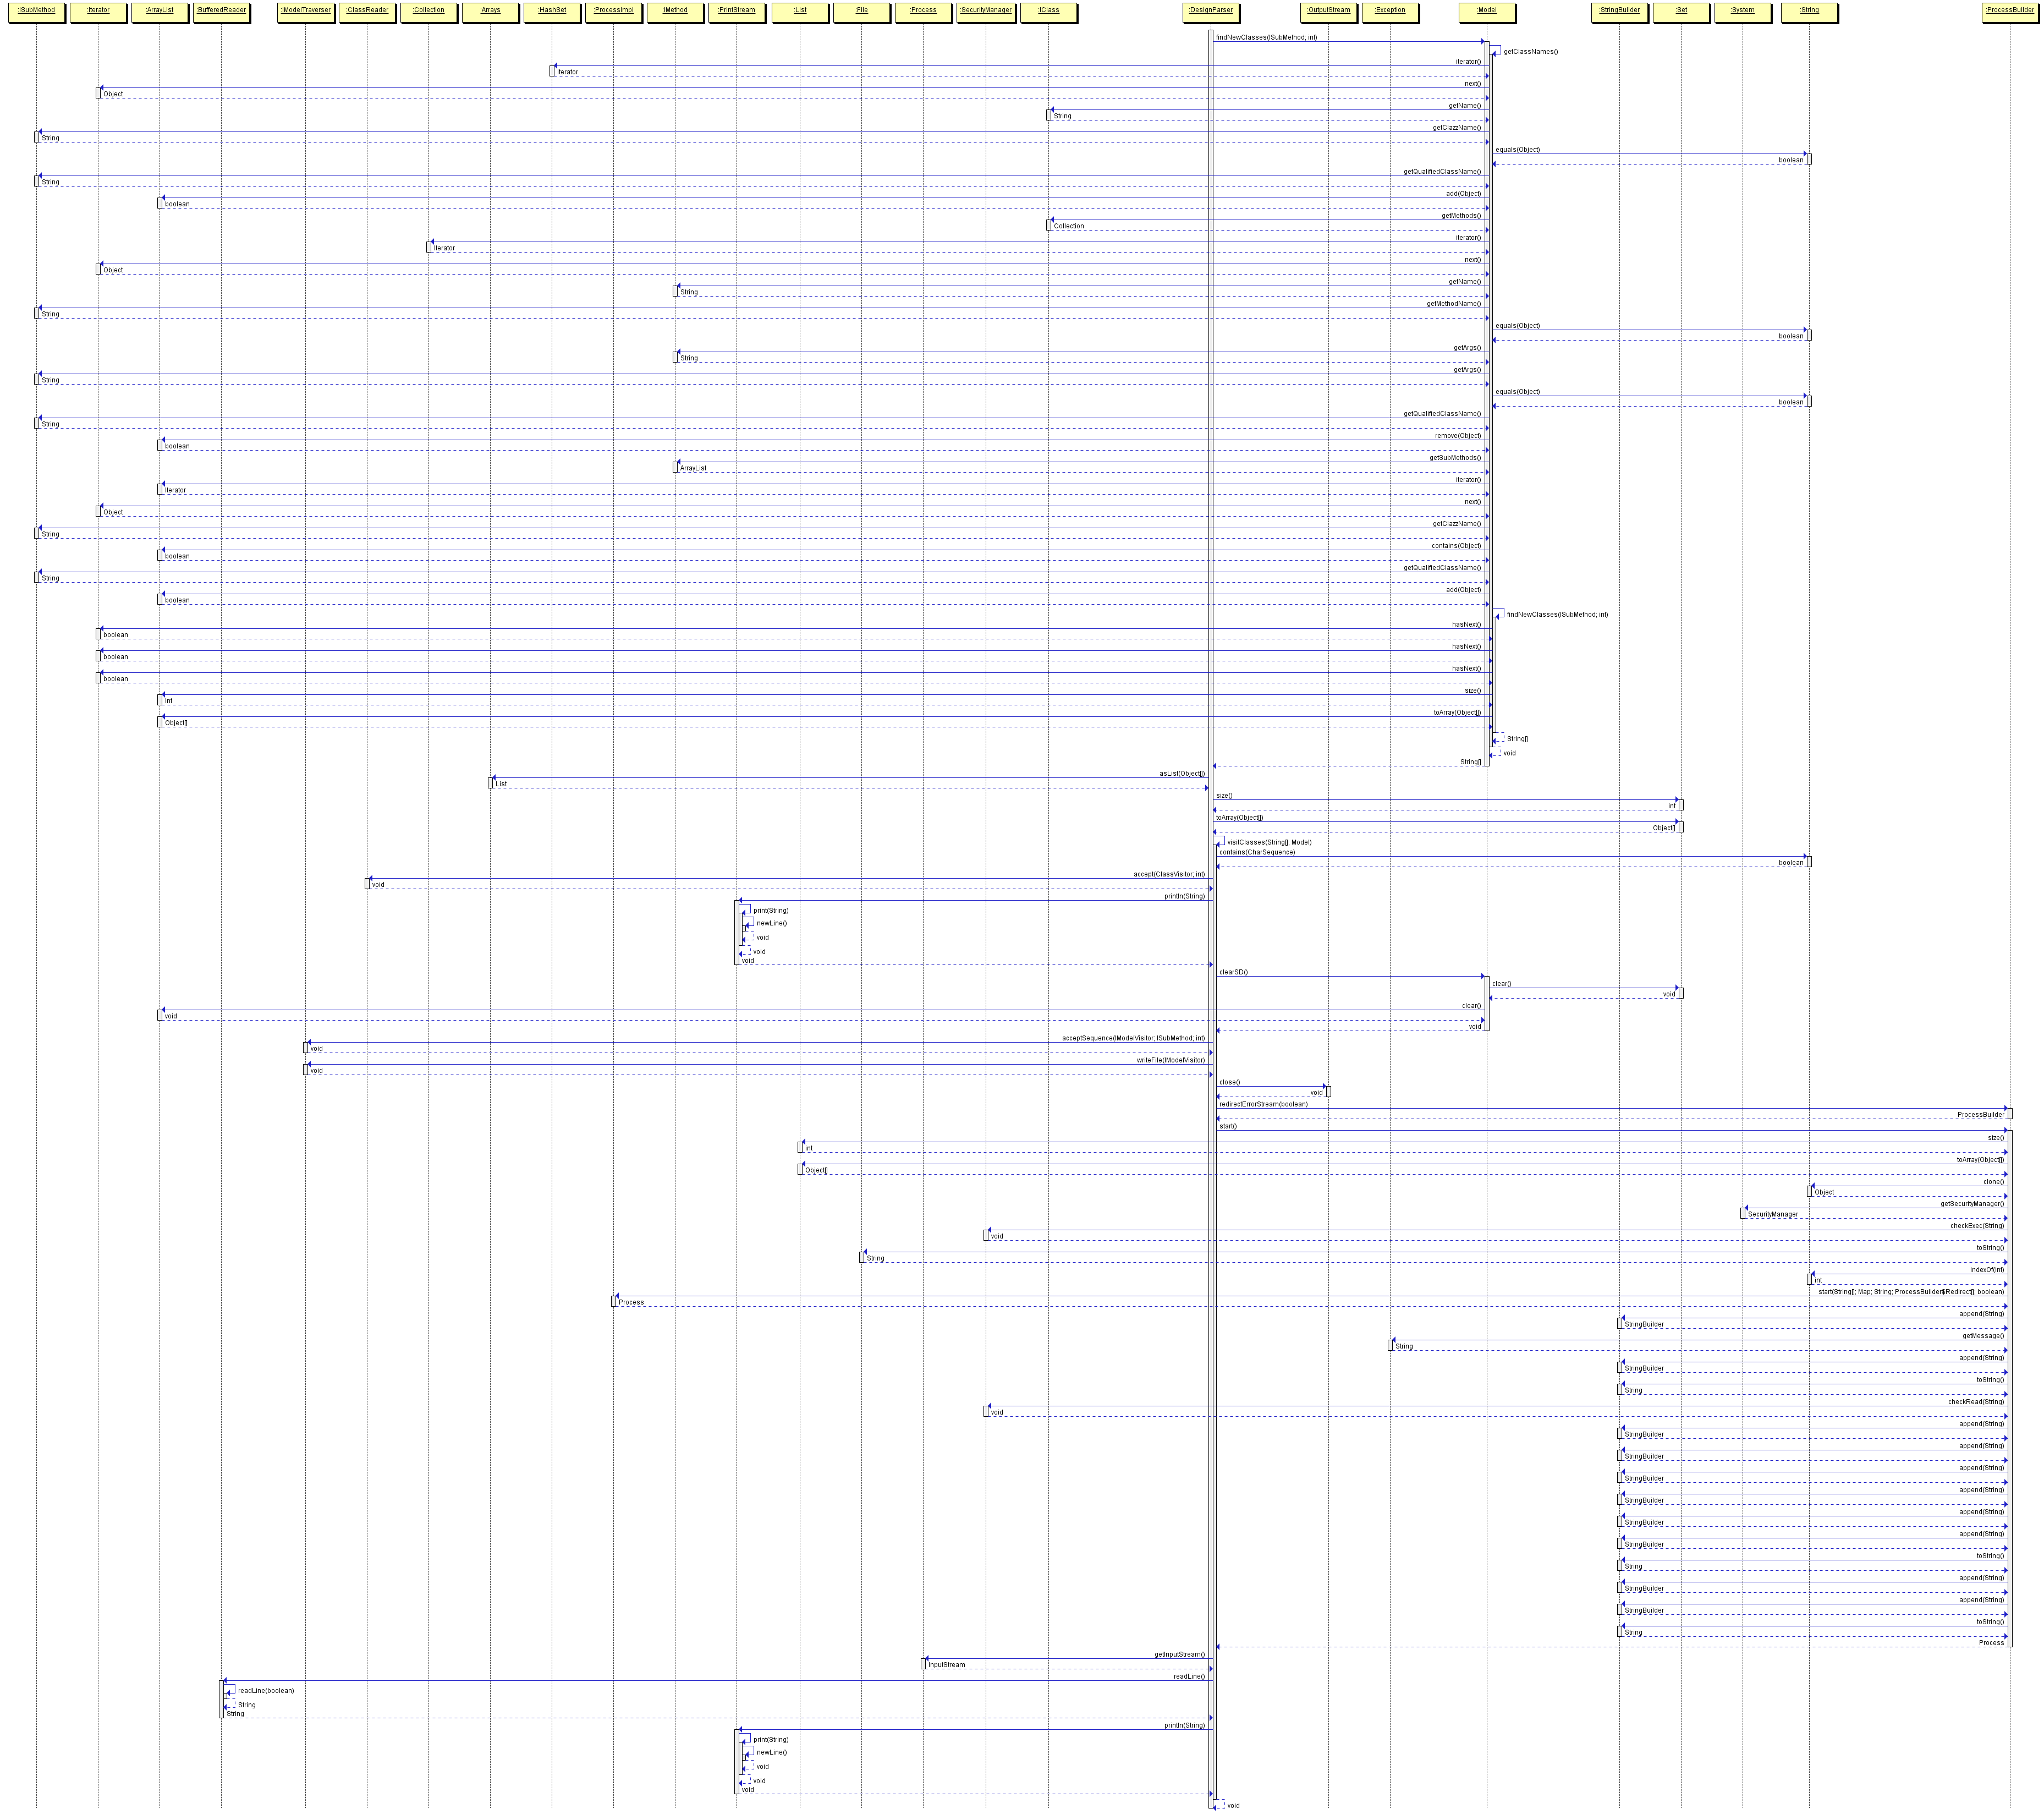 :ISubMethod :Iterator :ArrayList :BufferedReader :IModelTraverser :ClassReader :Collection :Arrays :HashSet :ProcessImpl :IMethod :PrintStream :List :File :Process :SecurityManager :IClass :DesignParser :OutputStream :Exception :Model :StringBuilder :Set :System :String :ProcessBuilder
findNewClasses(ISubMethod; int)
getClassNames()
iterator()
Iterator
next()
Object
getName()
String
getClazzName()
String
equals(Object)
boolean
getQualifiedClassName()
String
add(Object)
boolean
getMethods()
Collection
iterator()
Iterator
next()
Object
getName()
String
getMethodName()
String
equals(Object)
boolean
getArgs()
String
getArgs()
String
equals(Object)
boolean
getQualifiedClassName()
String
remove(Object)
boolean
getSubMethods()
ArrayList
iterator()
Iterator
next()
Object
getClazzName()
String
contains(Object)
boolean
getQualifiedClassName()
String
add(Object)
boolean
findNewClasses(ISubMethod; int)
hasNext()
boolean
hasNext()
boolean
hasNext()
boolean
size()
int
toArray(Object[])
Object[]
String[]
void
String[]
asList(Object[])
List
size()
int
toArray(Object[])
Object[]
visitClasses(String[]; Model)
contains(CharSequence)
boolean
accept(ClassVisitor; int)
void
println(String)
print(String)
newLine()
void
void
void
clearSD()
clear()
void
clear()
void
void
acceptSequence(IModelVisitor; ISubMethod; int)
void
writeFile(IModelVisitor)
void
close()
void
redirectErrorStream(boolean)
ProcessBuilder
start()
size()
int
toArray(Object[])
Object[]
clone()
Object
getSecurityManager()
SecurityManager
checkExec(String)
void
toString()
String
indexOf(int)
int
start(String[]; Map; String; ProcessBuilder$Redirect[]; boolean)
Process
append(String)
StringBuilder
getMessage()
String
append(String)
StringBuilder
toString()
String
checkRead(String)
void
append(String)
StringBuilder
append(String)
StringBuilder
append(String)
StringBuilder
append(String)
StringBuilder
append(String)
StringBuilder
append(String)
StringBuilder
toString()
String
append(String)
StringBuilder
append(String)
StringBuilder
toString()
String
Process
getInputStream()
InputStream
readLine()
readLine(boolean)
String
String
println(String)
print(String)
newLine()
void
void
void
void